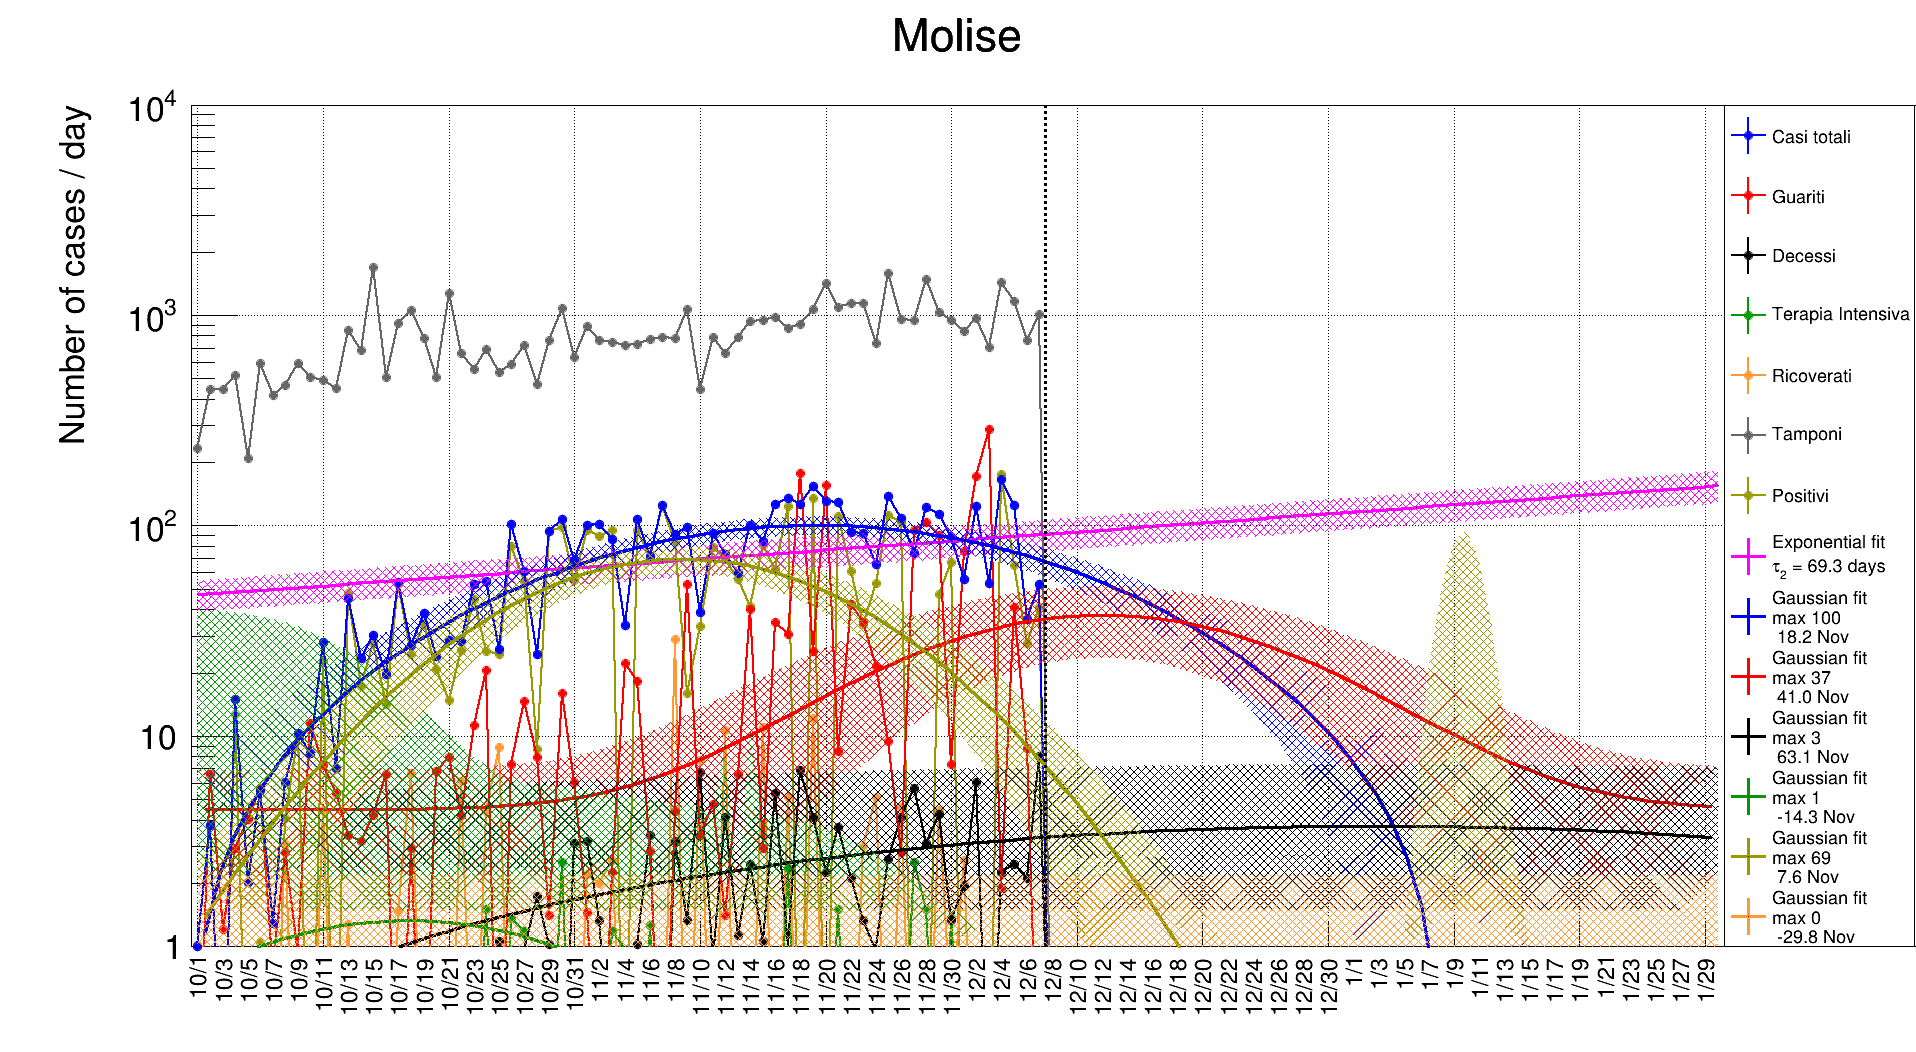 Molise
Number of cases / day
10^4
10^3
10^2
10
1
10/1
10/3
10/5
10/7
10/9
10/11
10/13
10/15
10/17
10/19
10/21
10/23
10/25
10/27
10/29
10/31
11/2
11/4
11/6
11/8
11/10
11/12
11/14
11/16
11/18
11/20
11/22
11/24
11/26
11/28
11/30
12/2
12/4
12/6
12/8
12/10
12/12
12/14
12/16
12/18
12/20
12/22
12/24
12/26
12/28
12/30
1/1
1/3
1/5
1/7
1/9
1/11
1/13
1/15
1/17
1/19
1/21
1/23
1/25
1/27
1/29
Casi totali
Guariti
Decessi
Terapia Intensiva
Ricoverati
Tamponi
Positivi
Exponential fit
τ₂ = 69.3 days
Gaussian fit
max 100
18.2 Nov
Gaussian fit
max 37
41.0 Nov
Gaussian fit
max 3
63.1 Nov
Gaussian fit
max 1
-14.3 Nov
Gaussian fit
max 69
7.6 Nov
Gaussian fit
max 0
-29.8 Nov